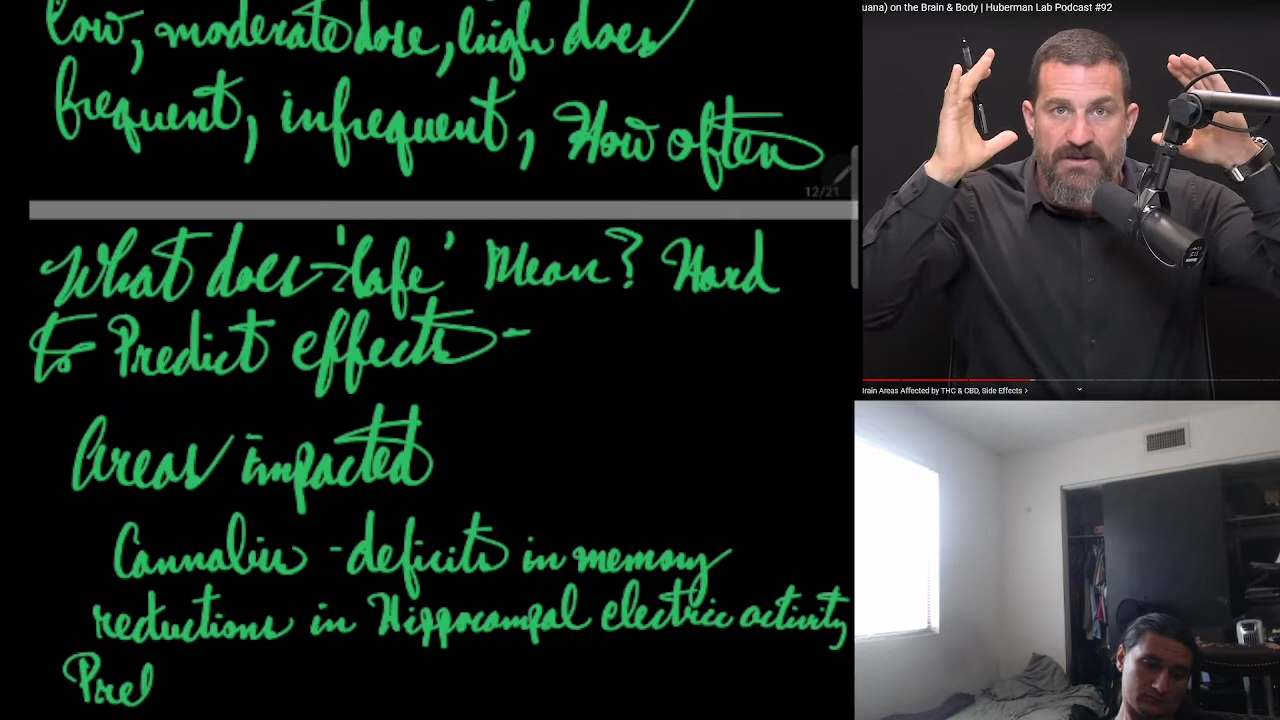 low, moderate dose, high does
frequent, infrequent, How often
12/21
What does 'safe' Mean? Hard
to Predict effects -
Areas impacted
Cannabis - deficits in memory
reductions in Hippocampal electric activity
Pre
uana) on the Brain & Body | Huberman Lab Podcast #92
Brain Areas Affected by THC & CBD, Side Effects >